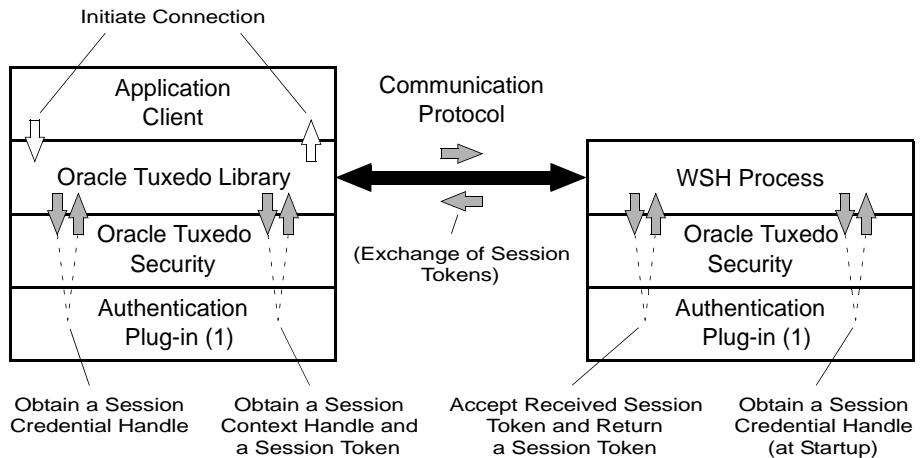 Initiate Connection
Application
Client
Oracle Tuxedo Library
Oracle Tuxedo
Security
Authentication
Plug-in (1)
Communication
Protocol
(Exchange of Session
Tokens)
WSH Process
Oracle Tuxedo
Security
Authentication
Plug-in (1)
Obtain a Session
Credential Handle
Obtain a Session
Context Handle and
a Session Token
Accept Received Session
Token and Return
a Session Token
Obtain a Session
Credential Handle
(at Startup)